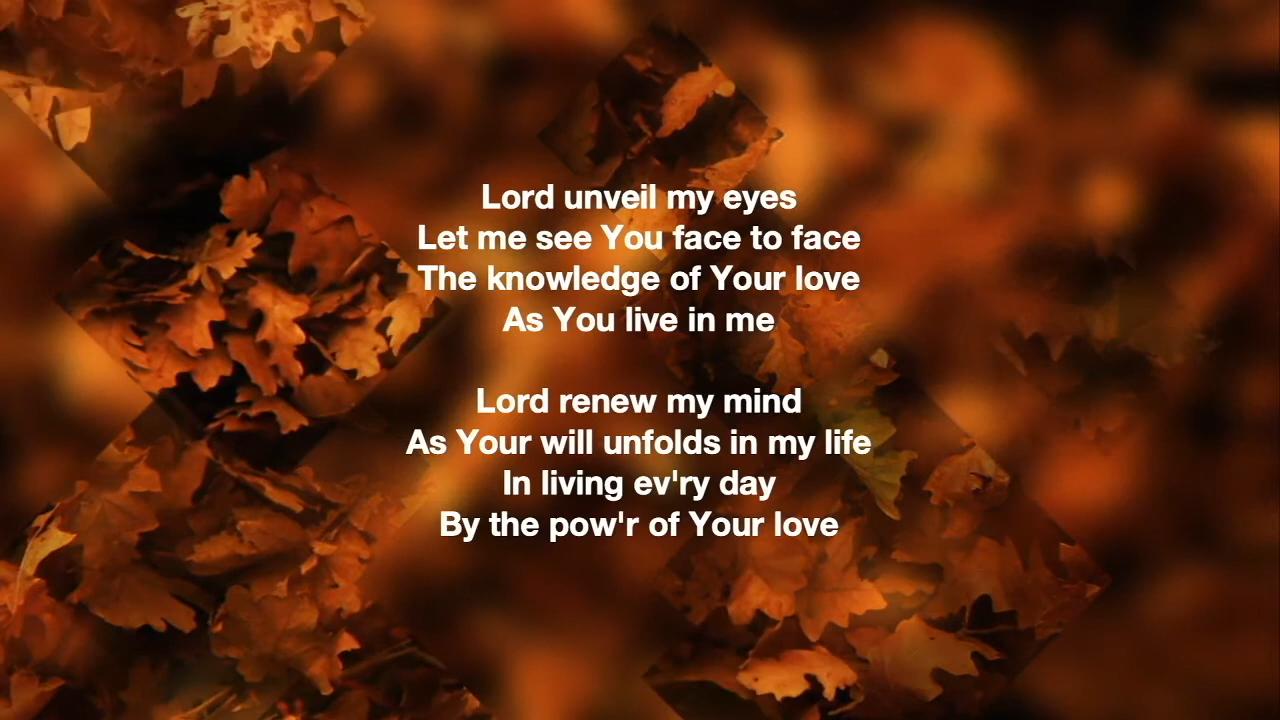 Lord unveil my eyes
Let me see You face to face
The knowledge of Your love
As You live in me
Lord renew my mind
As Your will unfolds in my life
In living ev'ry day
By the pow'r of Your love